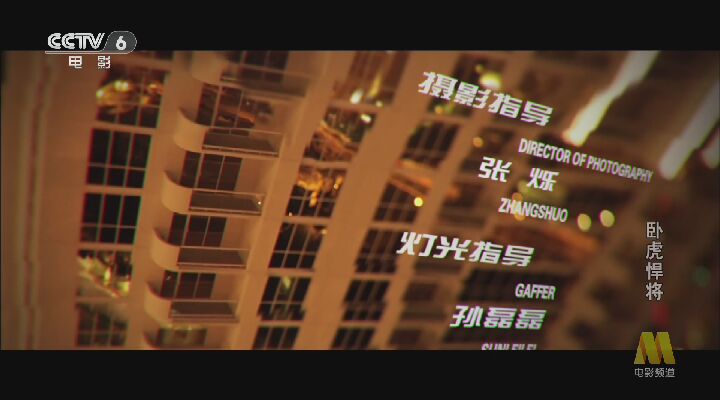 CCTV 6
电影
摄影指导
DIRECTOR OF PHOTOGRAPHY
张烁
ZHANGSHUO
灯光指导
GAFFER
孙磊磊
卧虎悍将
电影频道